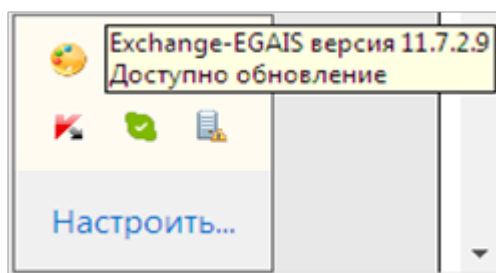 Exchange-EGAIS версия 11.7.2.9
Доступно обновление
Настроить...